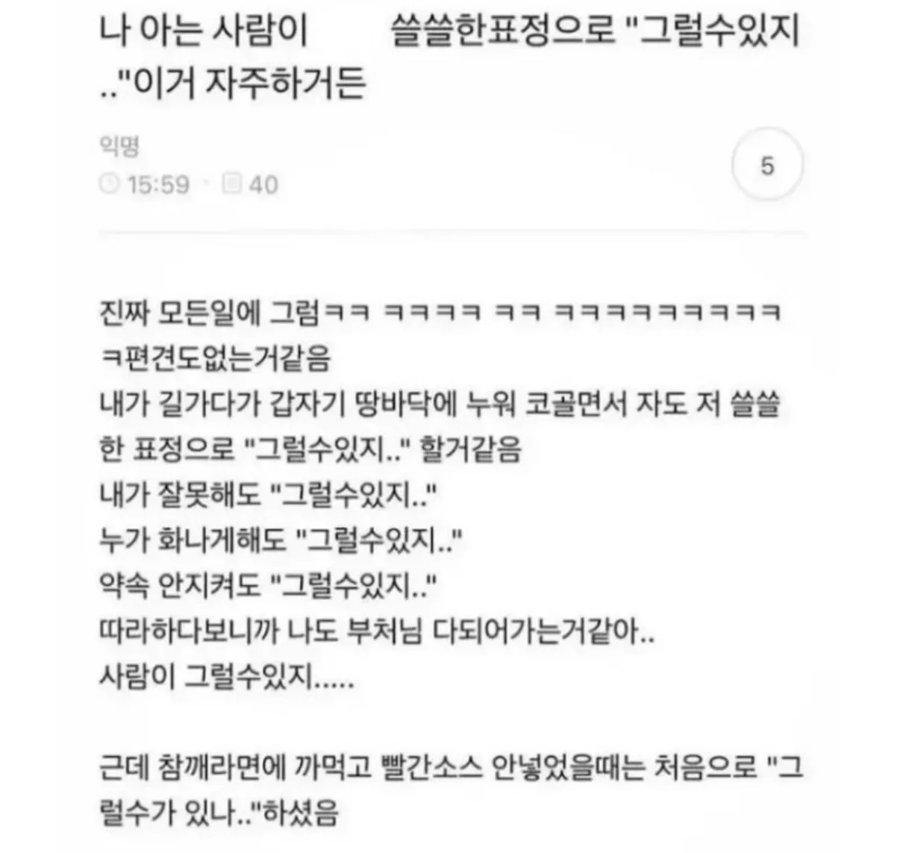 나 아는 사람이 쓸쓸한표정으로 "그럴수있지
.."이거 자주하거든
익명
15:59 · 40
5
진짜 모든일에 그럼ㅋㅋ ㅋㅋㅋㅋ ㅋㅋ ㅋㅋㅋㅋㅋㅋㅋㅋㅋ
ㅋ편견도없는거같음
내가 길가다가 갑자기 땅바닥에 누워 코골면서 자도 저 쓸쓸
한 표정으로 "그럴수있지.." 할거같음
내가 잘못해도 "그럴수있지.."
누가 화나게해도 "그럴수있지.."
약속 안지켜도 "그럴수있지.."
따라하다보니까 나도 부처님 다되어가는거같아..
사람이 그럴수있지.....
근데 참깨라면에 까먹고 빨간소스 안넣었을때는 처음으로 "그
럴수가 있나.."하셨음